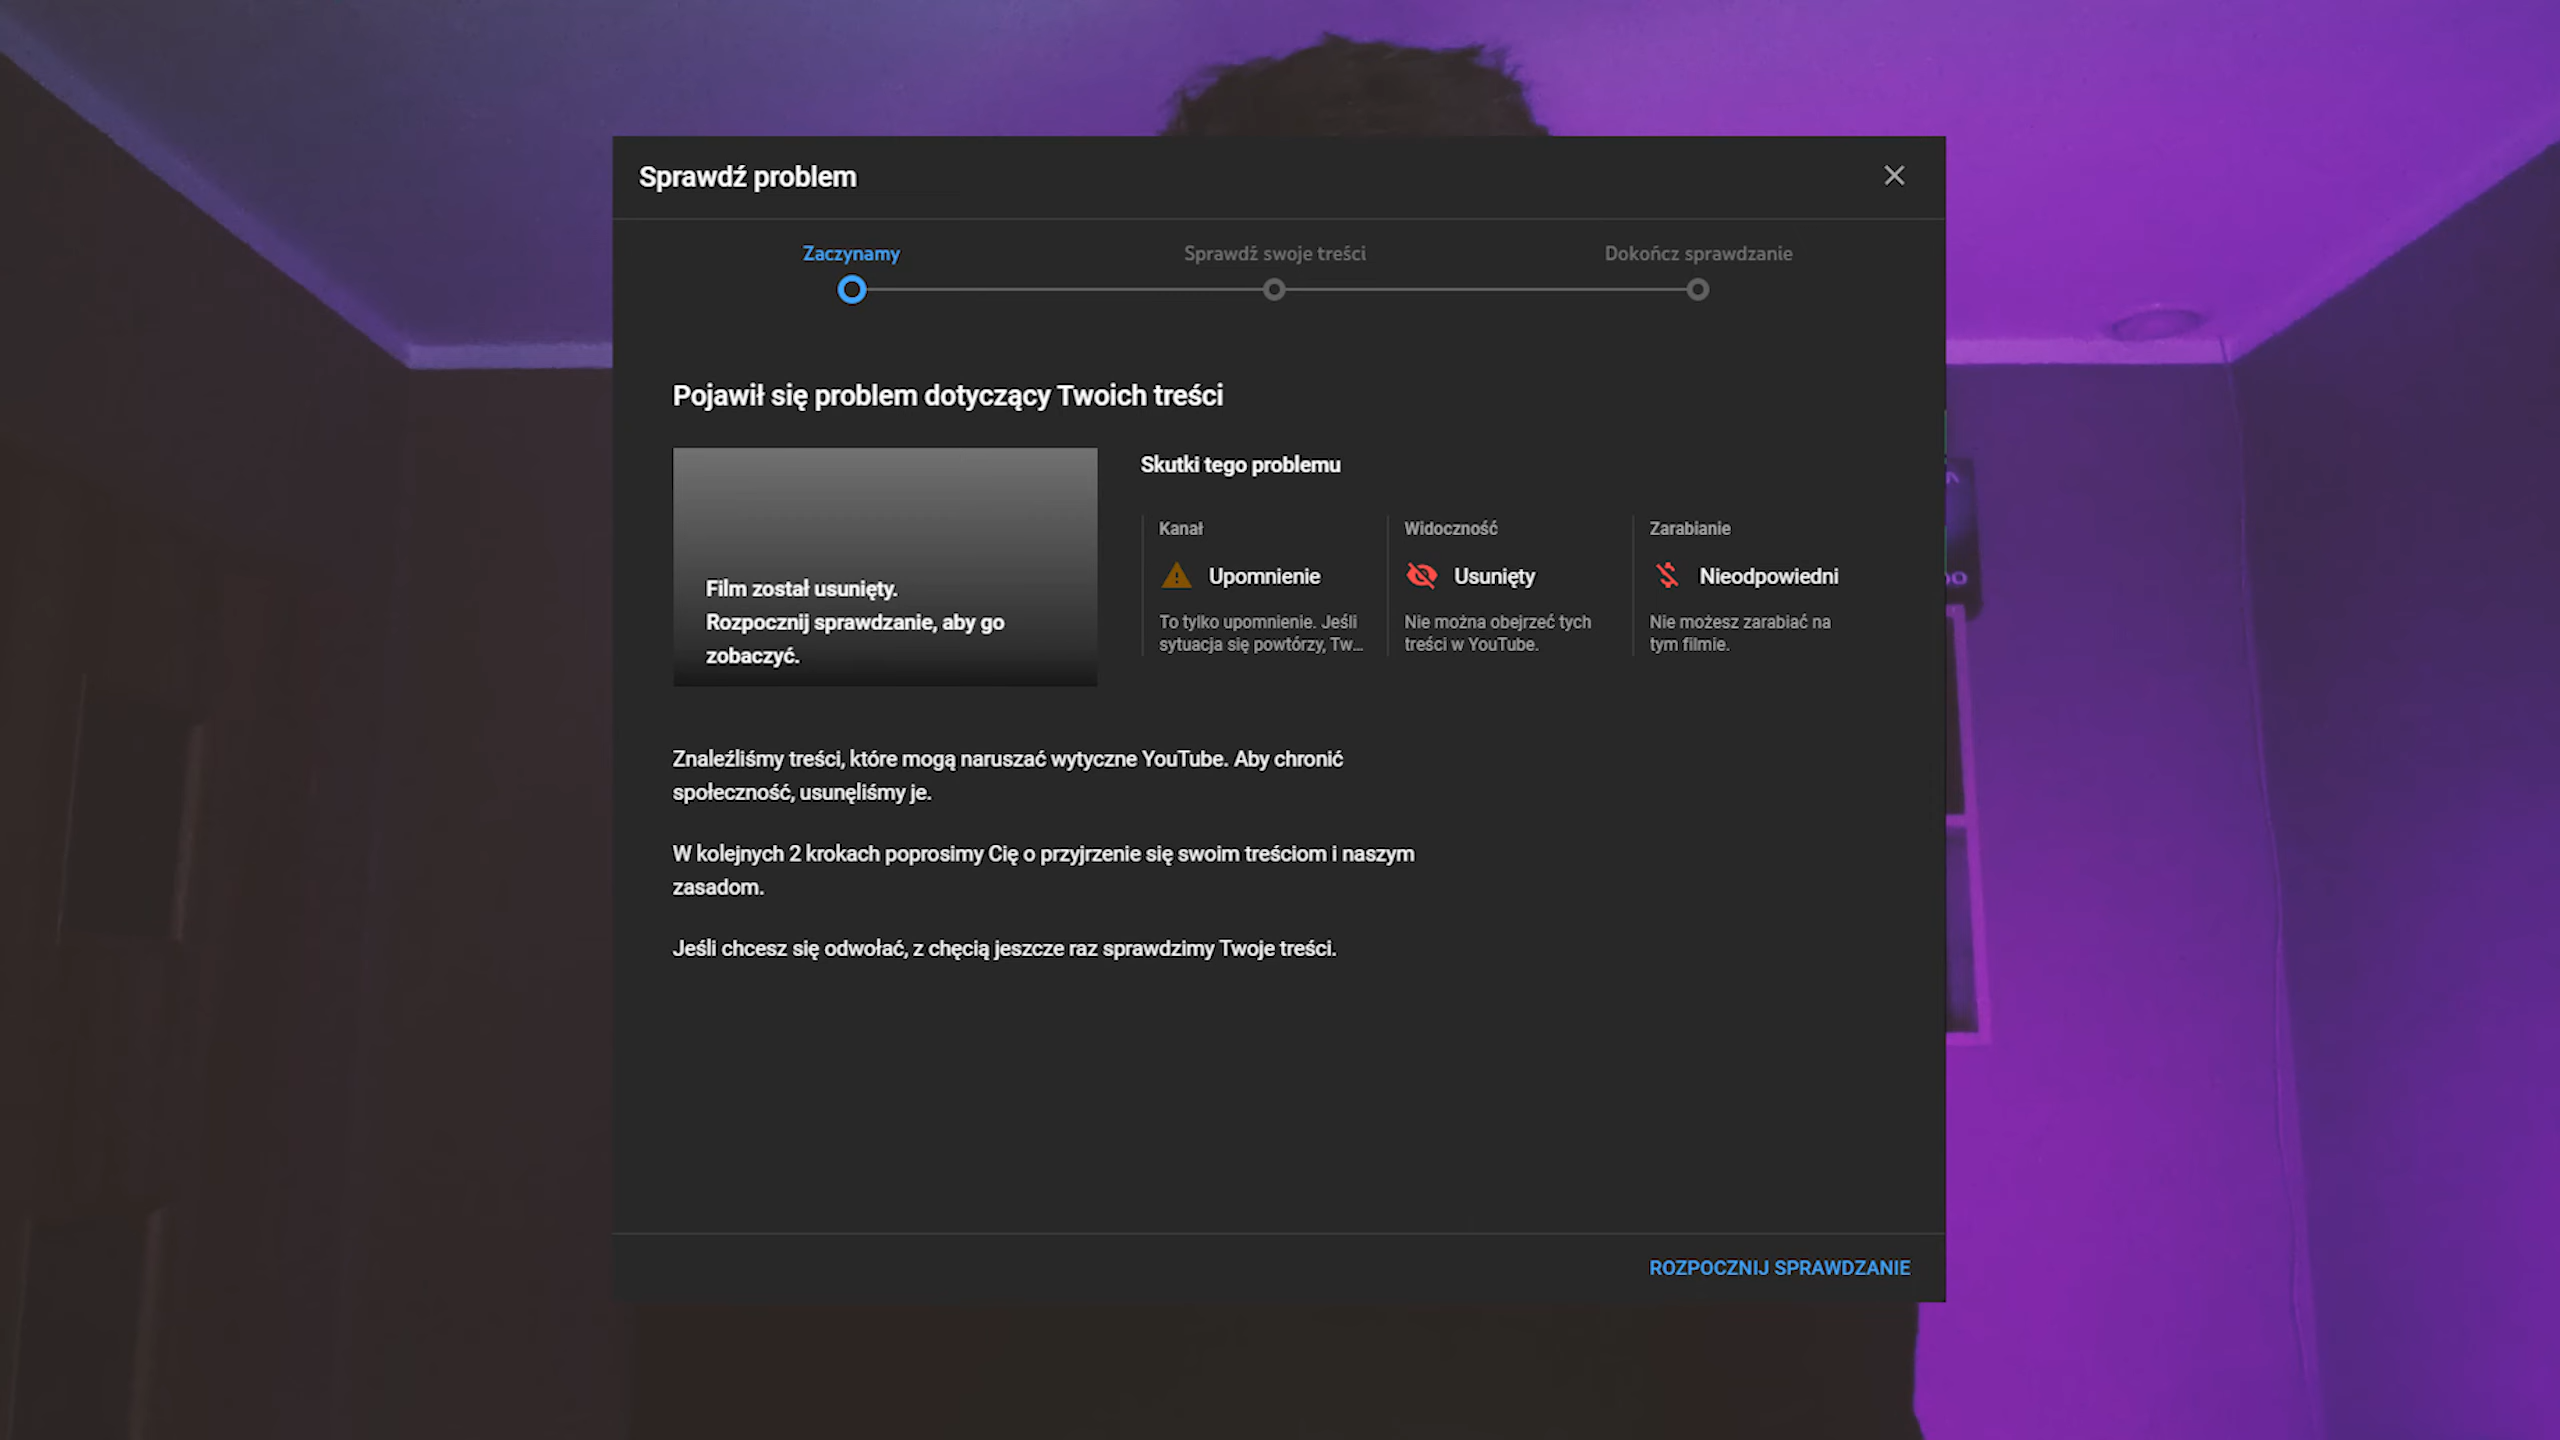 Sprawdź problem
Zaczynamy
Sprawdź swoje treści
Dokończ sprawdzanie
Pojawił się problem dotyczący Twoich treści
Film został usunięty.
Rozpocznij sprawdzanie, aby go
zobaczyć.
Skutki tego problemu
Kanał
Upomnienie
To tylko upomnienie. Jeśli
sytuacja się powtórzy, Tw...
Widoczność
Usunięty
Nie można obejrzeć tych
treści w YouTube.
Zarabianie
Nieodpowiedni
Nie możesz zarabiać na
tym filmie.
Znaleźliśmy treści, które mogą naruszać wytyczne YouTube. Aby chronić
społeczność, usunęliśmy je.
W kolejnych 2 krokach poprosimy Cię o przyjrzenie się swoim treściom i naszym
zasadom.
Jeśli chcesz się odwołać, z chęcią jeszcze raz sprawdzimy Twoje treści.
ROZPOCZNIJ SPRAWDZANIE